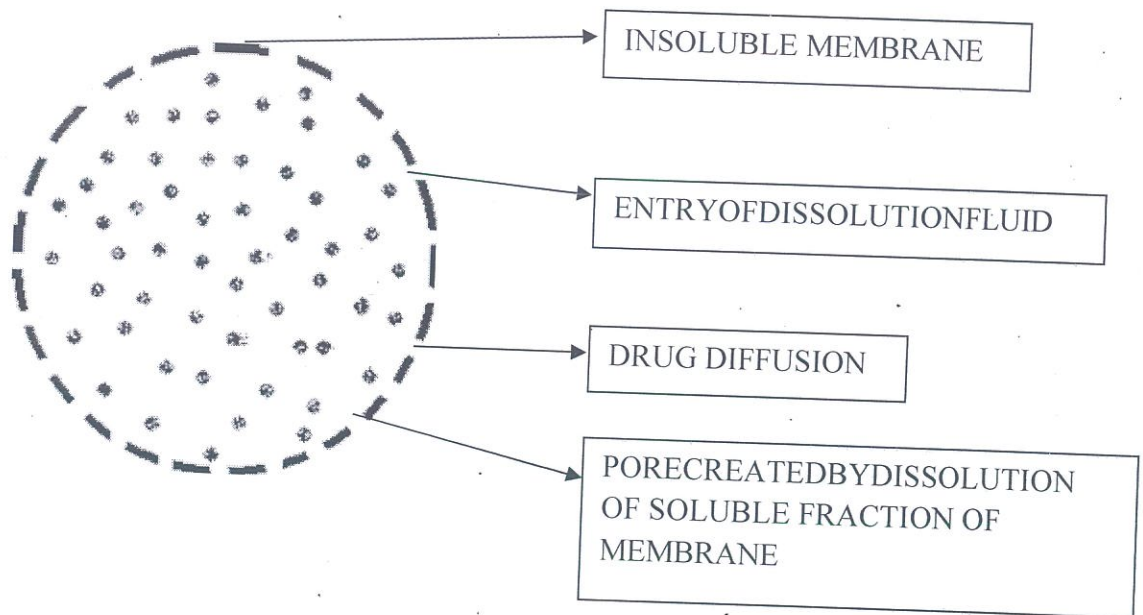 INSOLUBLE MEMBRANE
ENTRYOFDISSOLUTIONFLUID
DRUG DIFFUSION
PORECREATEDBYDISSOLUTION
OF SOLUBLE FRACTION OF
MEMBRANE